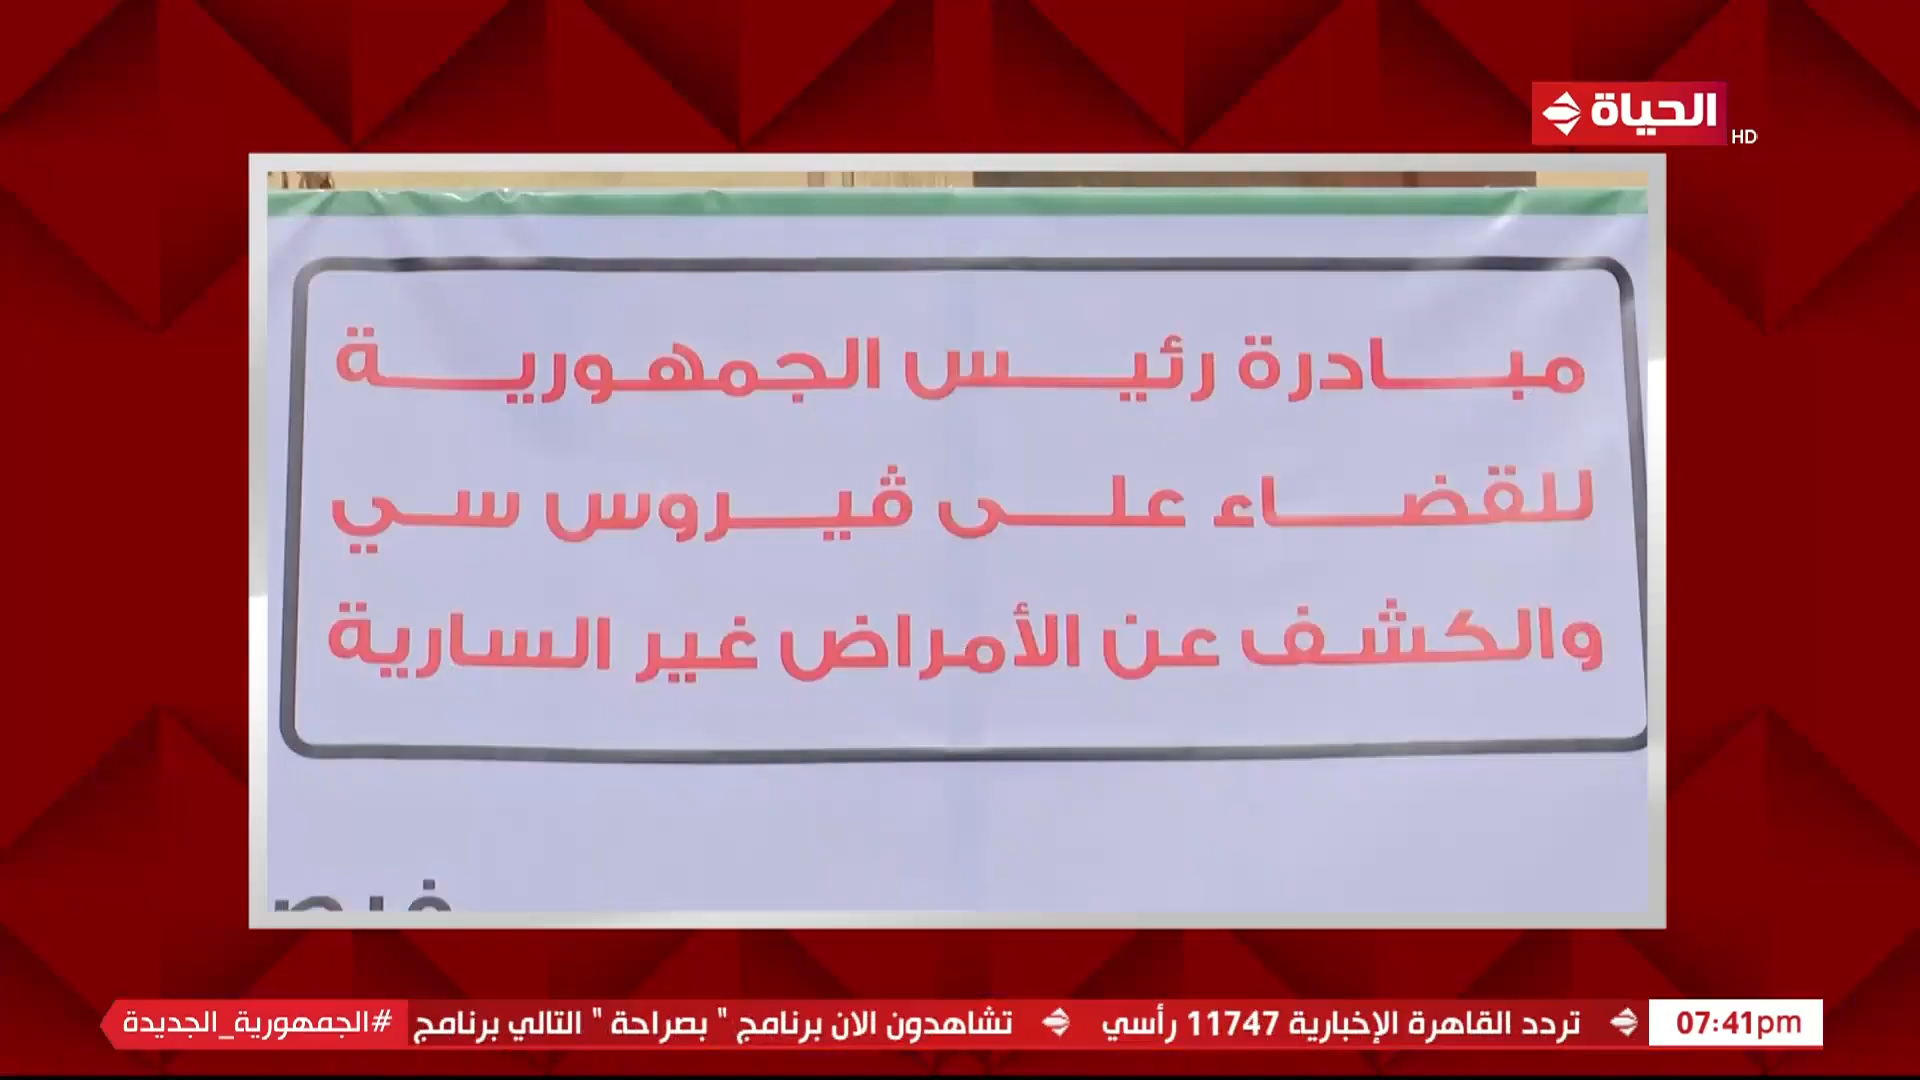 الحياة
HD
مبادرة رئيس الجمهورية
للقضاء على ڤيروس سي
والكشف عن الأمراض غير السارية
07:41pm
تردد القاهرة الإخبارية 11747 رأسي
تشاهدون الان برنامج " بصراحة " التالي برنامج
#الجمهورية_الجديدة